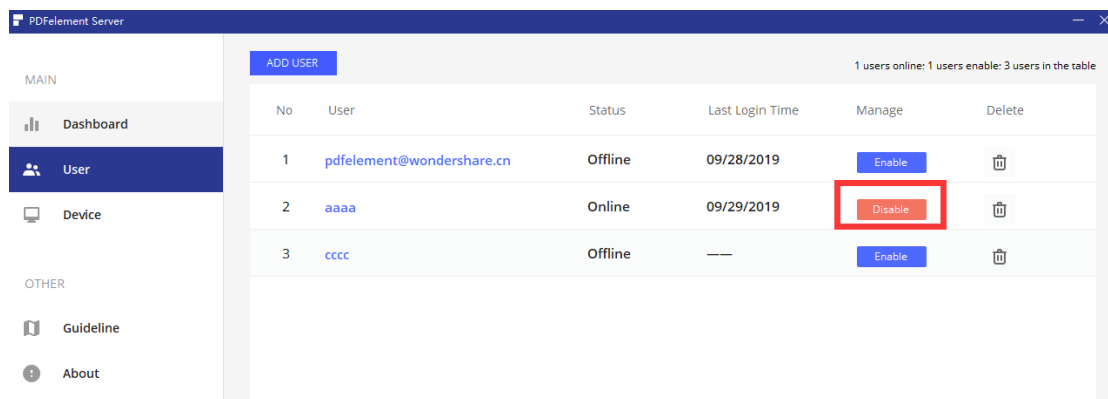 PDFelement Server
MAIN
Dashboard
User
Device
OTHER
Guideline
About
ADD USER
1 users online: 1 users enable: 3 users in the table
No User Status Last Login Time Manage Delete
1 pdfelement@wondershare.cn Offline 09/28/2019 Enable
2 aaaa Online 09/29/2019 Disable
3 cccc Offline —— Enable